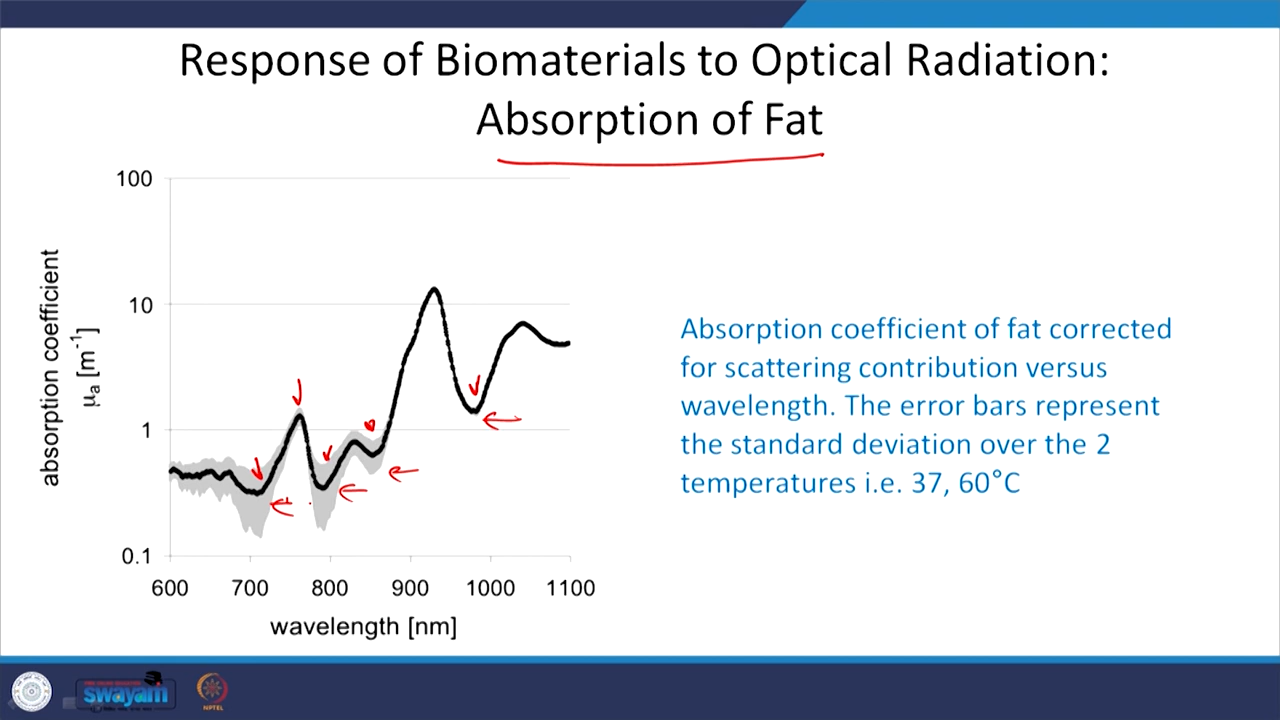 Response of Biomaterials to Optical Radiation:
Absorption of Fat
100
10
1
0.1
absorption coefficient
μa [m-1]
600 700 800 900 1000 1100
wavelength [nm]
Absorption coefficient of fat corrected
for scattering contribution versus
wavelength. The error bars represent
the standard deviation over the 2
temperatures i.e. 37, 60°C
swayam
NPTEL